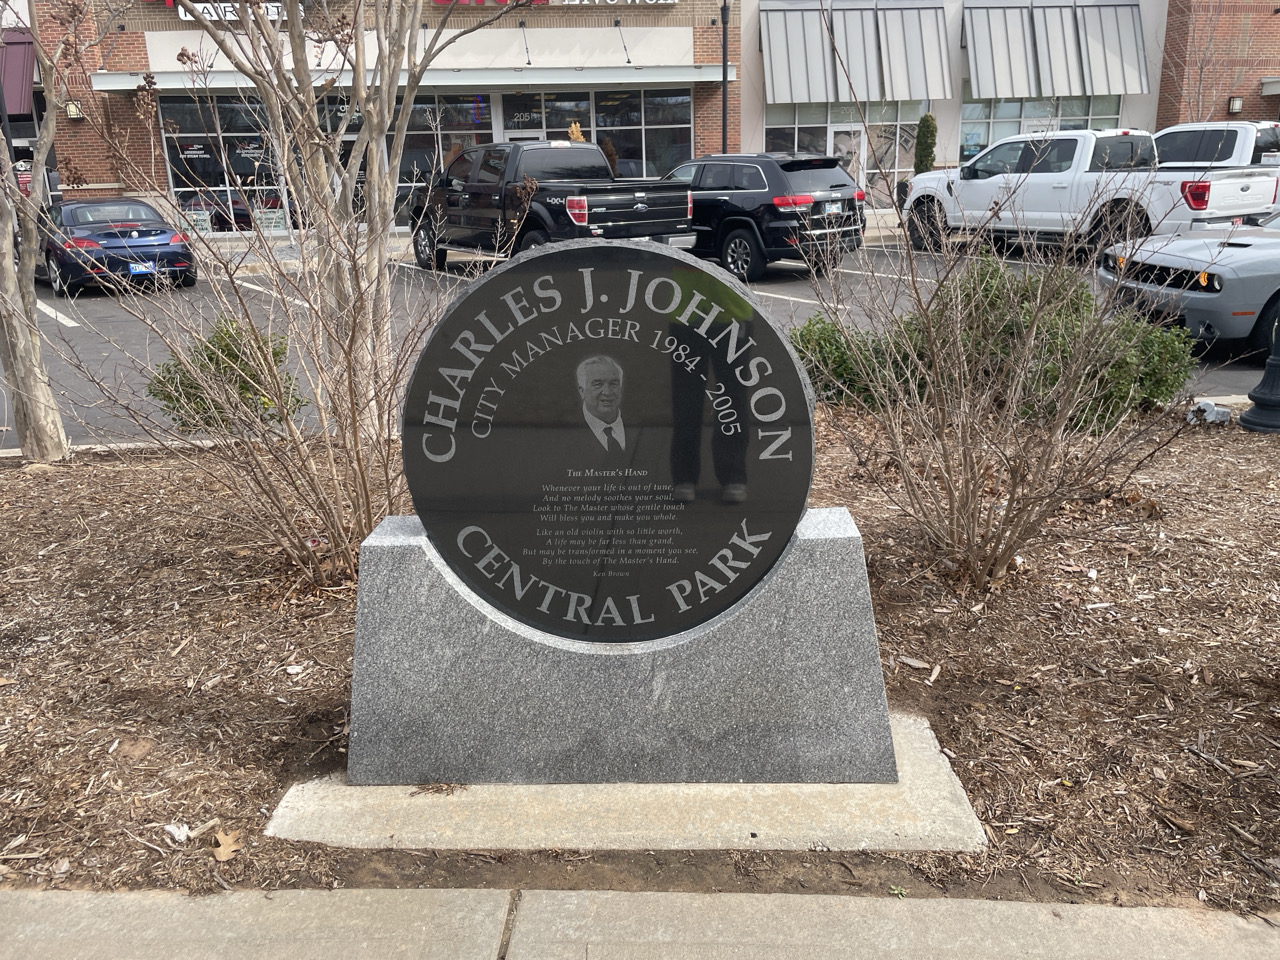 205
4x4
CHARLES J. JOHNSON
CITY MANAGER 1984 - 2005
THE MASTER'S HAND
Whenever your life is out of tune,
And no melody soothes your soul,
Look to The Master whose gentle touch
Will bless you and make you whole.
Like an old violin with so little worth,
A life may be far less than grand,
But may be transformed in a moment you see,
By the touch of The Master's Hand.
Ken Brown
CENTRAL PARK